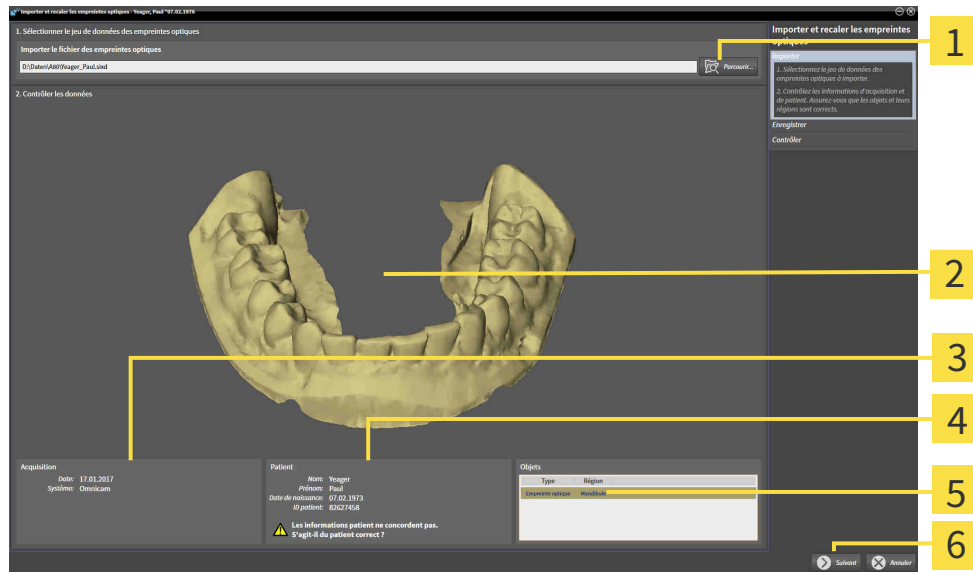 Importer et recaler les empreintes optiques - Yeager, Paul *07.02.1976
1. Sélectionner le jeu de données des empreintes optiques
Importer le fichier des empreintes optiques
Parcourir...
2. Contrôler les données
Importer et recaler les empreintes
optiques
Importer
1. Sélectionnez le jeu de données des
empreintes optiques à importer.
2. Contrôlez les informations d'acquisition et
de patient. Assurez-vous que les objets et leurs
régions sont corrects.
Enregistrer
Contrôler
1
2
3
4
5
6
Acquisition
Date: 17.01.2017
Système: Omnicam
Patient
Nom: Yeager
Prénom: Paul
Date de naissance: 07.02.1973
ID patient: 82627458
Les informations patient ne concordent pas.
S'agit-il du patient correct ?
Objets
Type Région
Empreinte optique Mandibule
Suivant Annuler